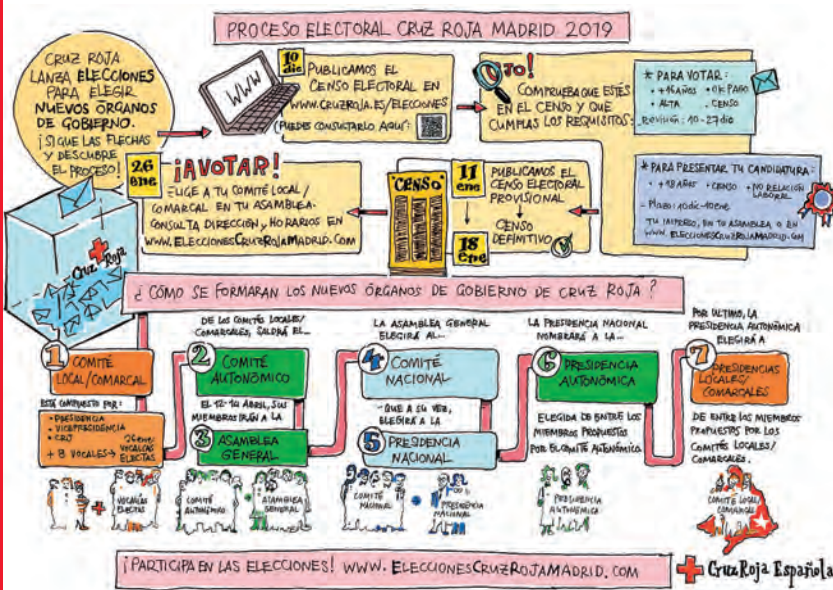 PROCESO ELECTORAL CRUZ ROJA MADRID 2019
CRUZ ROJA
LANZA ELECCIONES
PARA ELEGIR
NUEVOS ÓRGANOS
DE GOBIERNO.
¡SIGUE LAS FLECHAS
Y DESCUBRE
EL PROCESO!
WWW
10
dic
PUBLICAMOS EL
CENSO ELECTORAL EN
WWW.CRUZROJA.ES/ELECCIONES
(PUEDES CONSULTARLO AQUÍ:
OJO!
COMPRUEBA QUE ESTÉS
EN EL CENSO Y QUE
CUMPLAS LOS REQUISITOS:
* PARA VOTAR:
• +16 AÑOS • OK PAGO
• ALTA • CENSO
REVISIÓN: 10-27 dic
* PARA PRESENTAR TU CANDIDATURA:
• +18 AÑOS • CENSO • NO RELACIÓN
LABORAL
- PLAZO: 10 dic - 10 ene
TU IMPRESO, EN TU ASAMBLEA O EN
WWW. ELECCIONESCRUZROJAMADRID.COM
11
ene
PUBLICAMOS EL
CENSO ELECTORAL
PROVISIONAL
18
ene
CENSO
DEFINITIVO
CENSO
26
ene
¡A VOTAR!
ELIGE A TU COMITÉ LOCAL/
COMARCAL EN TU ASAMBLEA.
CONSULTA DIRECCIÓN y HORARIOS EN
WWW. ELECCIONESCRUZROJAMADRID.COM
Cruz Roja
¿CÓMO SE FORMARAN LOS NUEVOS ÓRGANOS DE GOBIERNO DE CRUZ ROJA?
1
COMITÉ
LOCAL/COMARCAL
ESTÁ COMPUESTO POR:
• PRESIDENCIA
• VICEPRESIDENCIA
• CRJ
+ 8 VOCALES →
26 ene
VOCALÍAS
ELECTAS
+
VOCALÍAS
ELECTAS
DE LOS COMITÉS LOCALES/
COMARCALES, SALDRÁ EL...
2
COMITÉ
AUTONÓMICO
EL 12-14 ABRIL, SUS
MIEMBROS IRÁN A LA
3
ASAMBLEA
GENERAL
COMITÉ
AUTONÓMICO
ASAMBLEA
GENERAL
LA ASAMBLEA GENERAL
ELEGIRÁ AL...
4
COMITÉ
NACIONAL
- QUE A SU VEZ,
ELEGIRÁ A LA
5
PRESIDENCIA
NACIONAL
COMITÉ
NACIONAL
PRESIDENCIA
NACIONAL
LA PRESIDENCIA NACIONAL
NOMBRARÁ A LA...
6
PRESIDENCIA
AUTONÓMICA
ELEGIDA DE ENTRE LOS
MIEMBROS PROPUESTOS
POR EL COMITÉ AUTONÓMICO
PRESIDENCIA
AUTONÓMICA
POR ÚLTIMO, LA
PRESIDENCIA AUTONÓMICA
ELEGIRÁ A
7
PRESIDENCIAS
LOCALES/
COMARCALES
DE ENTRE LOS MIEMBROS
PROPUESTOS POR LOS
COMITÉS LOCALES/
COMARCALES.
COMITÉ LOCAL/
COMARCAL
¡PARTICIPA EN LAS ELECCIONES! WWW. ELECCIONESCRUZROJAMADRID.COM
Cruz Roja Española